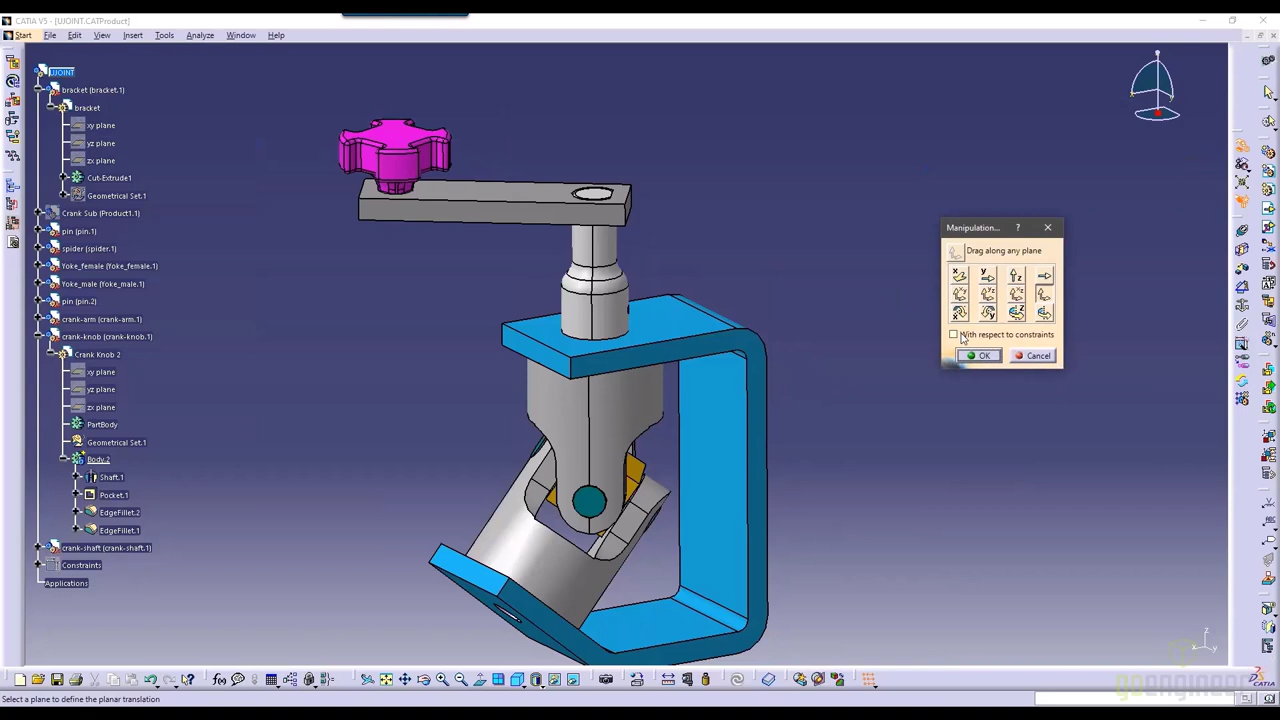 CATIA V5 - [UJOINT.CATProduct]
Start File Edit View Insert Tools Analyze Window Help
UJOINT
bracket (bracket.1)
bracket
xy plane
yz plane
zx plane
Cut-Extrude1
Geometrical Set.1
Crank Sub (Product1.1)
pin (pin.1)
spider (spider.1)
Yoke_female (Yoke_female.1)
Yoke_male (Yoke_male.1)
pin (pin.2)
crank-arm (crank-arm.1)
crank-knob (crank-knob.1)
Crank Knob 2
xy plane
yz plane
zx plane
PartBody
Geometrical Set.1
Body.2
Shaft.1
Pocket.1
EdgeFillet.2
EdgeFillet.1
crank-shaft (crank-shaft.1)
Constraints
Applications
Manipulation... ?
Drag along any plane
With respect to constraints
OK Cancel
z
x y
goengineer
CATIA
Select a plane to define the planar translation